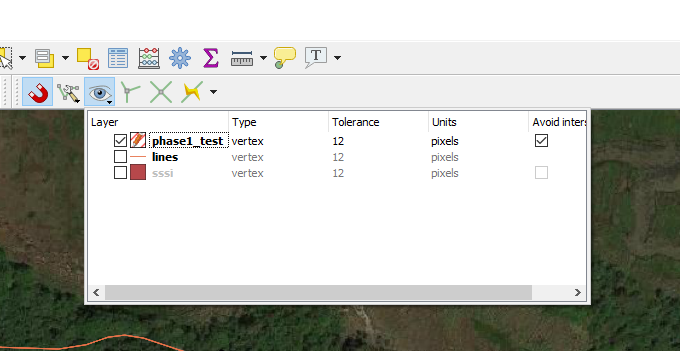 Σ T
Layer Type Tolerance Units Avoid inters
phase1_test vertex 12 pixels
lines vertex 12 pixels
sssi vertex 12 pixels